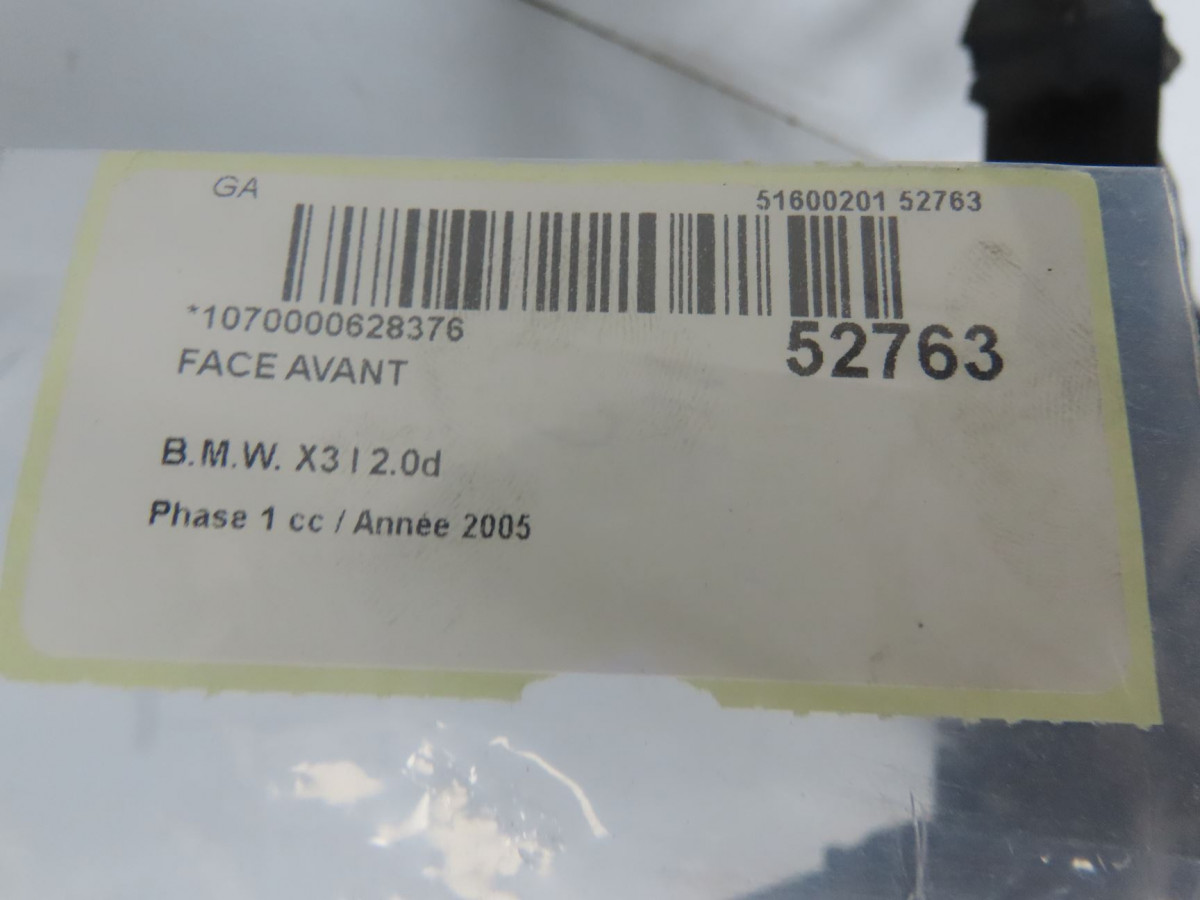 GA
51600201 52763
*1070000628376
52763
FACE AVANT
B.M.W. X3 I 2.0d
Phase 1 cc / Année 2005